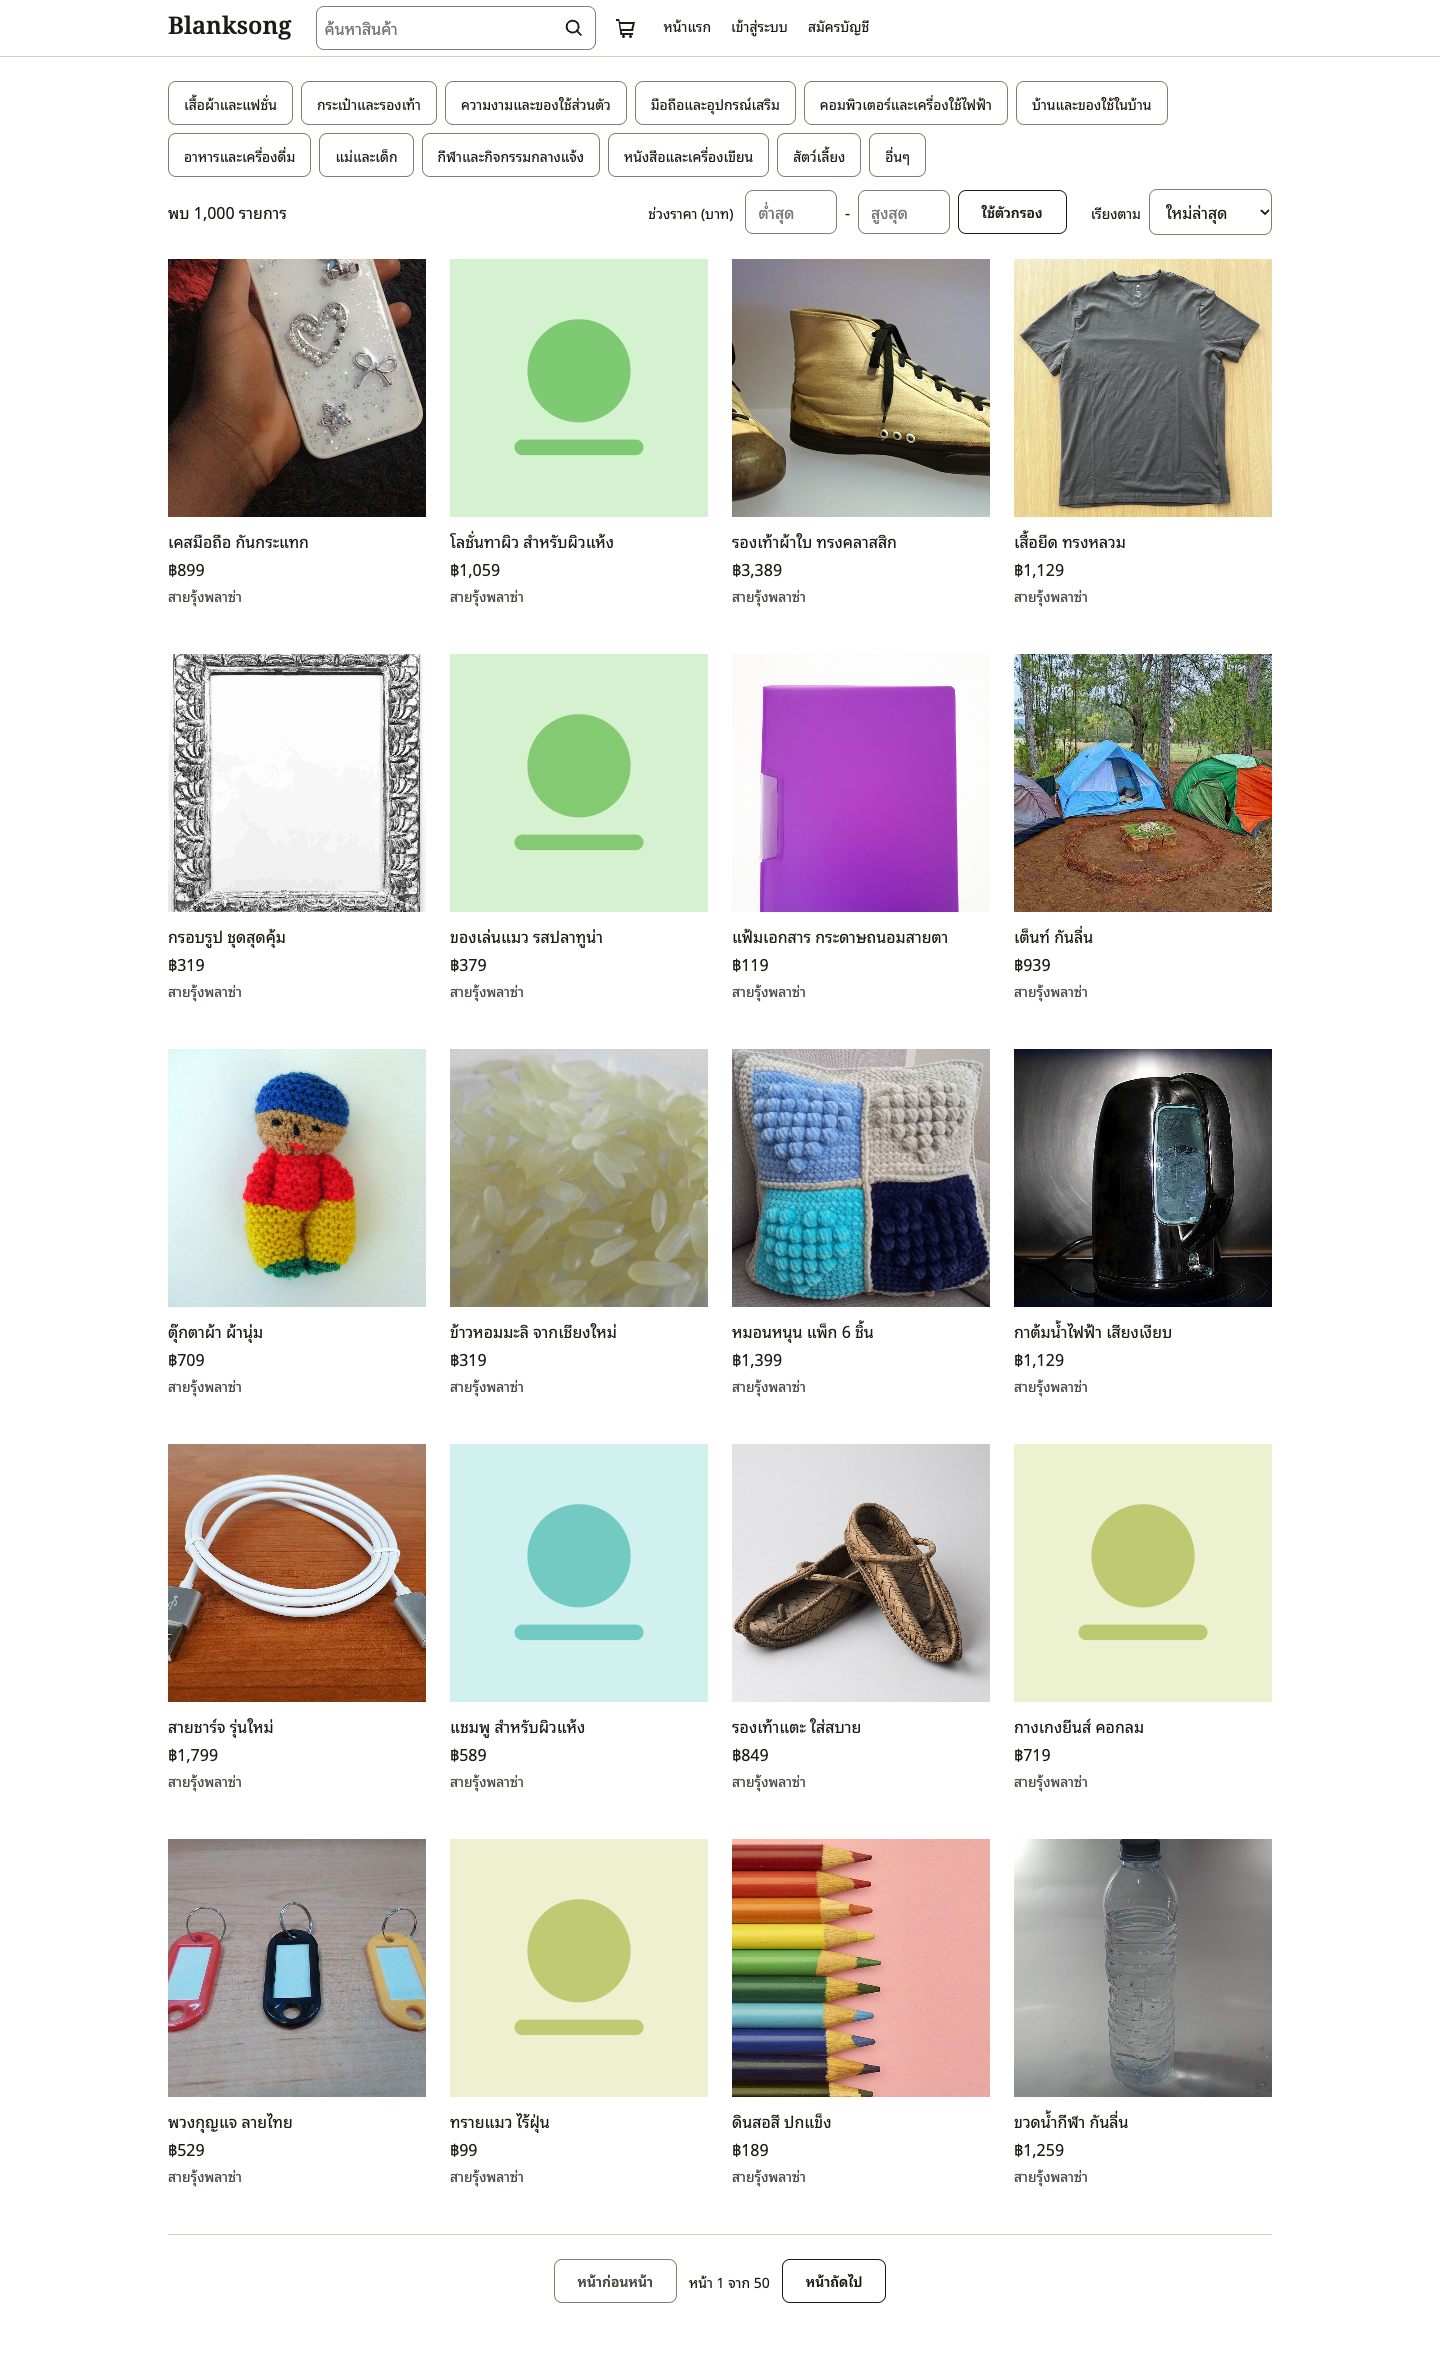 Blanksong
ค้นหาสินค้า
หน้าแรก
เข้าสู่ระบบ
สมัครบัญชี
เสื้อผ้าและแฟชั่น
กระเป๋าและรองเท้า
ความงามและของใช้ส่วนตัว
มือถือและอุปกรณ์เสริม
คอมพิวเตอร์และเครื่องใช้ไฟฟ้า
บ้านและของใช้ในบ้าน
อาหารและเครื่องดื่ม
แม่และเด็ก
กีฬาและกิจกรรมกลางแจ้ง
หนังสือและเครื่องเขียน
สัตว์เลี้ยง
อื่นๆ
พบ 1,000 รายการ
ช่วงราคา (บาท)
ต่ำสุด
-
สูงสุด
ใช้ตัวกรอง
เรียงตาม
ใหม่ล่าสุด
เคสมือถือ กันกระแทก
฿899
สายรุ้งพลาซ่า
โลชั่นทาผิว สำหรับผิวแห้ง
฿1,059
สายรุ้งพลาซ่า
รองเท้าผ้าใบ ทรงคลาสสิก
฿3,389
สายรุ้งพลาซ่า
เสื้อยืด ทรงหลวม
฿1,129
สายรุ้งพลาซ่า
กรอบรูป ชุดสุดคุ้ม
฿319
สายรุ้งพลาซ่า
ของเล่นแมว รสปลาทูน่า
฿379
สายรุ้งพลาซ่า
แฟ้มเอกสาร กระดาษถนอมสายตา
฿119
สายรุ้งพลาซ่า
เต็นท์ กันลื่น
฿939
สายรุ้งพลาซ่า
ตุ๊กตาผ้า ผ้านุ่ม
฿709
สายรุ้งพลาซ่า
ข้าวหอมมะลิ จากเชียงใหม่
฿319
สายรุ้งพลาซ่า
หมอนหนุน แพ็ก 6 ชิ้น
฿1,399
สายรุ้งพลาซ่า
กาต้มน้ำไฟฟ้า เสียงเงียบ
฿1,129
สายรุ้งพลาซ่า
สายชาร์จ รุ่นใหม่
฿1,799
สายรุ้งพลาซ่า
แชมพู สำหรับผิวแห้ง
฿589
สายรุ้งพลาซ่า
รองเท้าแตะ ใส่สบาย
฿849
สายรุ้งพลาซ่า
กางเกงยีนส์ คอกลม
฿719
สายรุ้งพลาซ่า
พวงกุญแจ ลายไทย
฿529
สายรุ้งพลาซ่า
ทรายแมว ไร้ฝุ่น
฿99
สายรุ้งพลาซ่า
ดินสอสี ปกแข็ง
฿189
สายรุ้งพลาซ่า
ขวดน้ำกีฬา กันลื่น
฿1,259
สายรุ้งพลาซ่า
หน้าก่อนหน้า
หน้า 1 จาก 50
หน้าถัดไป